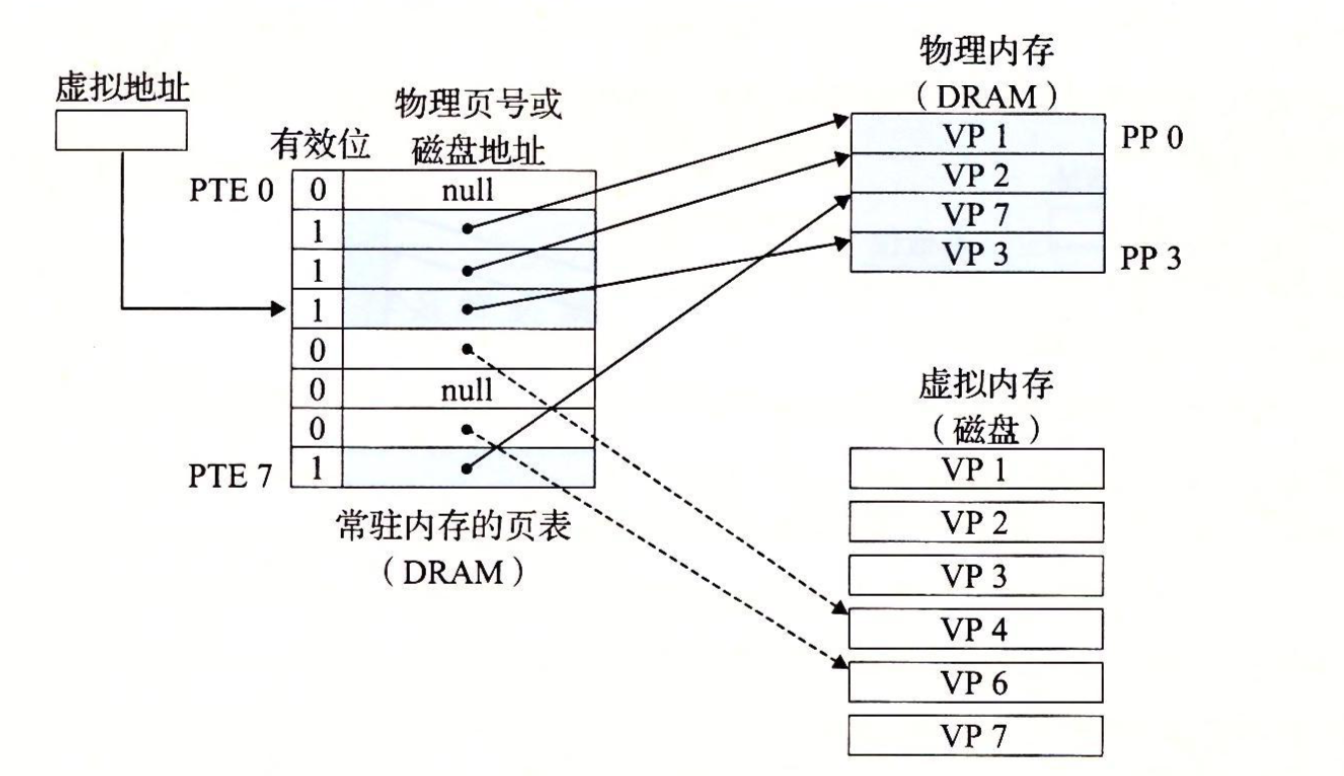 虚拟地址
有效位
物理页号或
磁盘地址
PTE 0
0 null
1
1
1
0
0 null
0
PTE 7 1
常驻内存的页表
（DRAM）
物理内存
（DRAM）
VP 1 PP 0
VP 2
VP 7
VP 3 PP 3
虚拟内存
（磁盘）
VP 1
VP 2
VP 3
VP 4
VP 6
VP 7